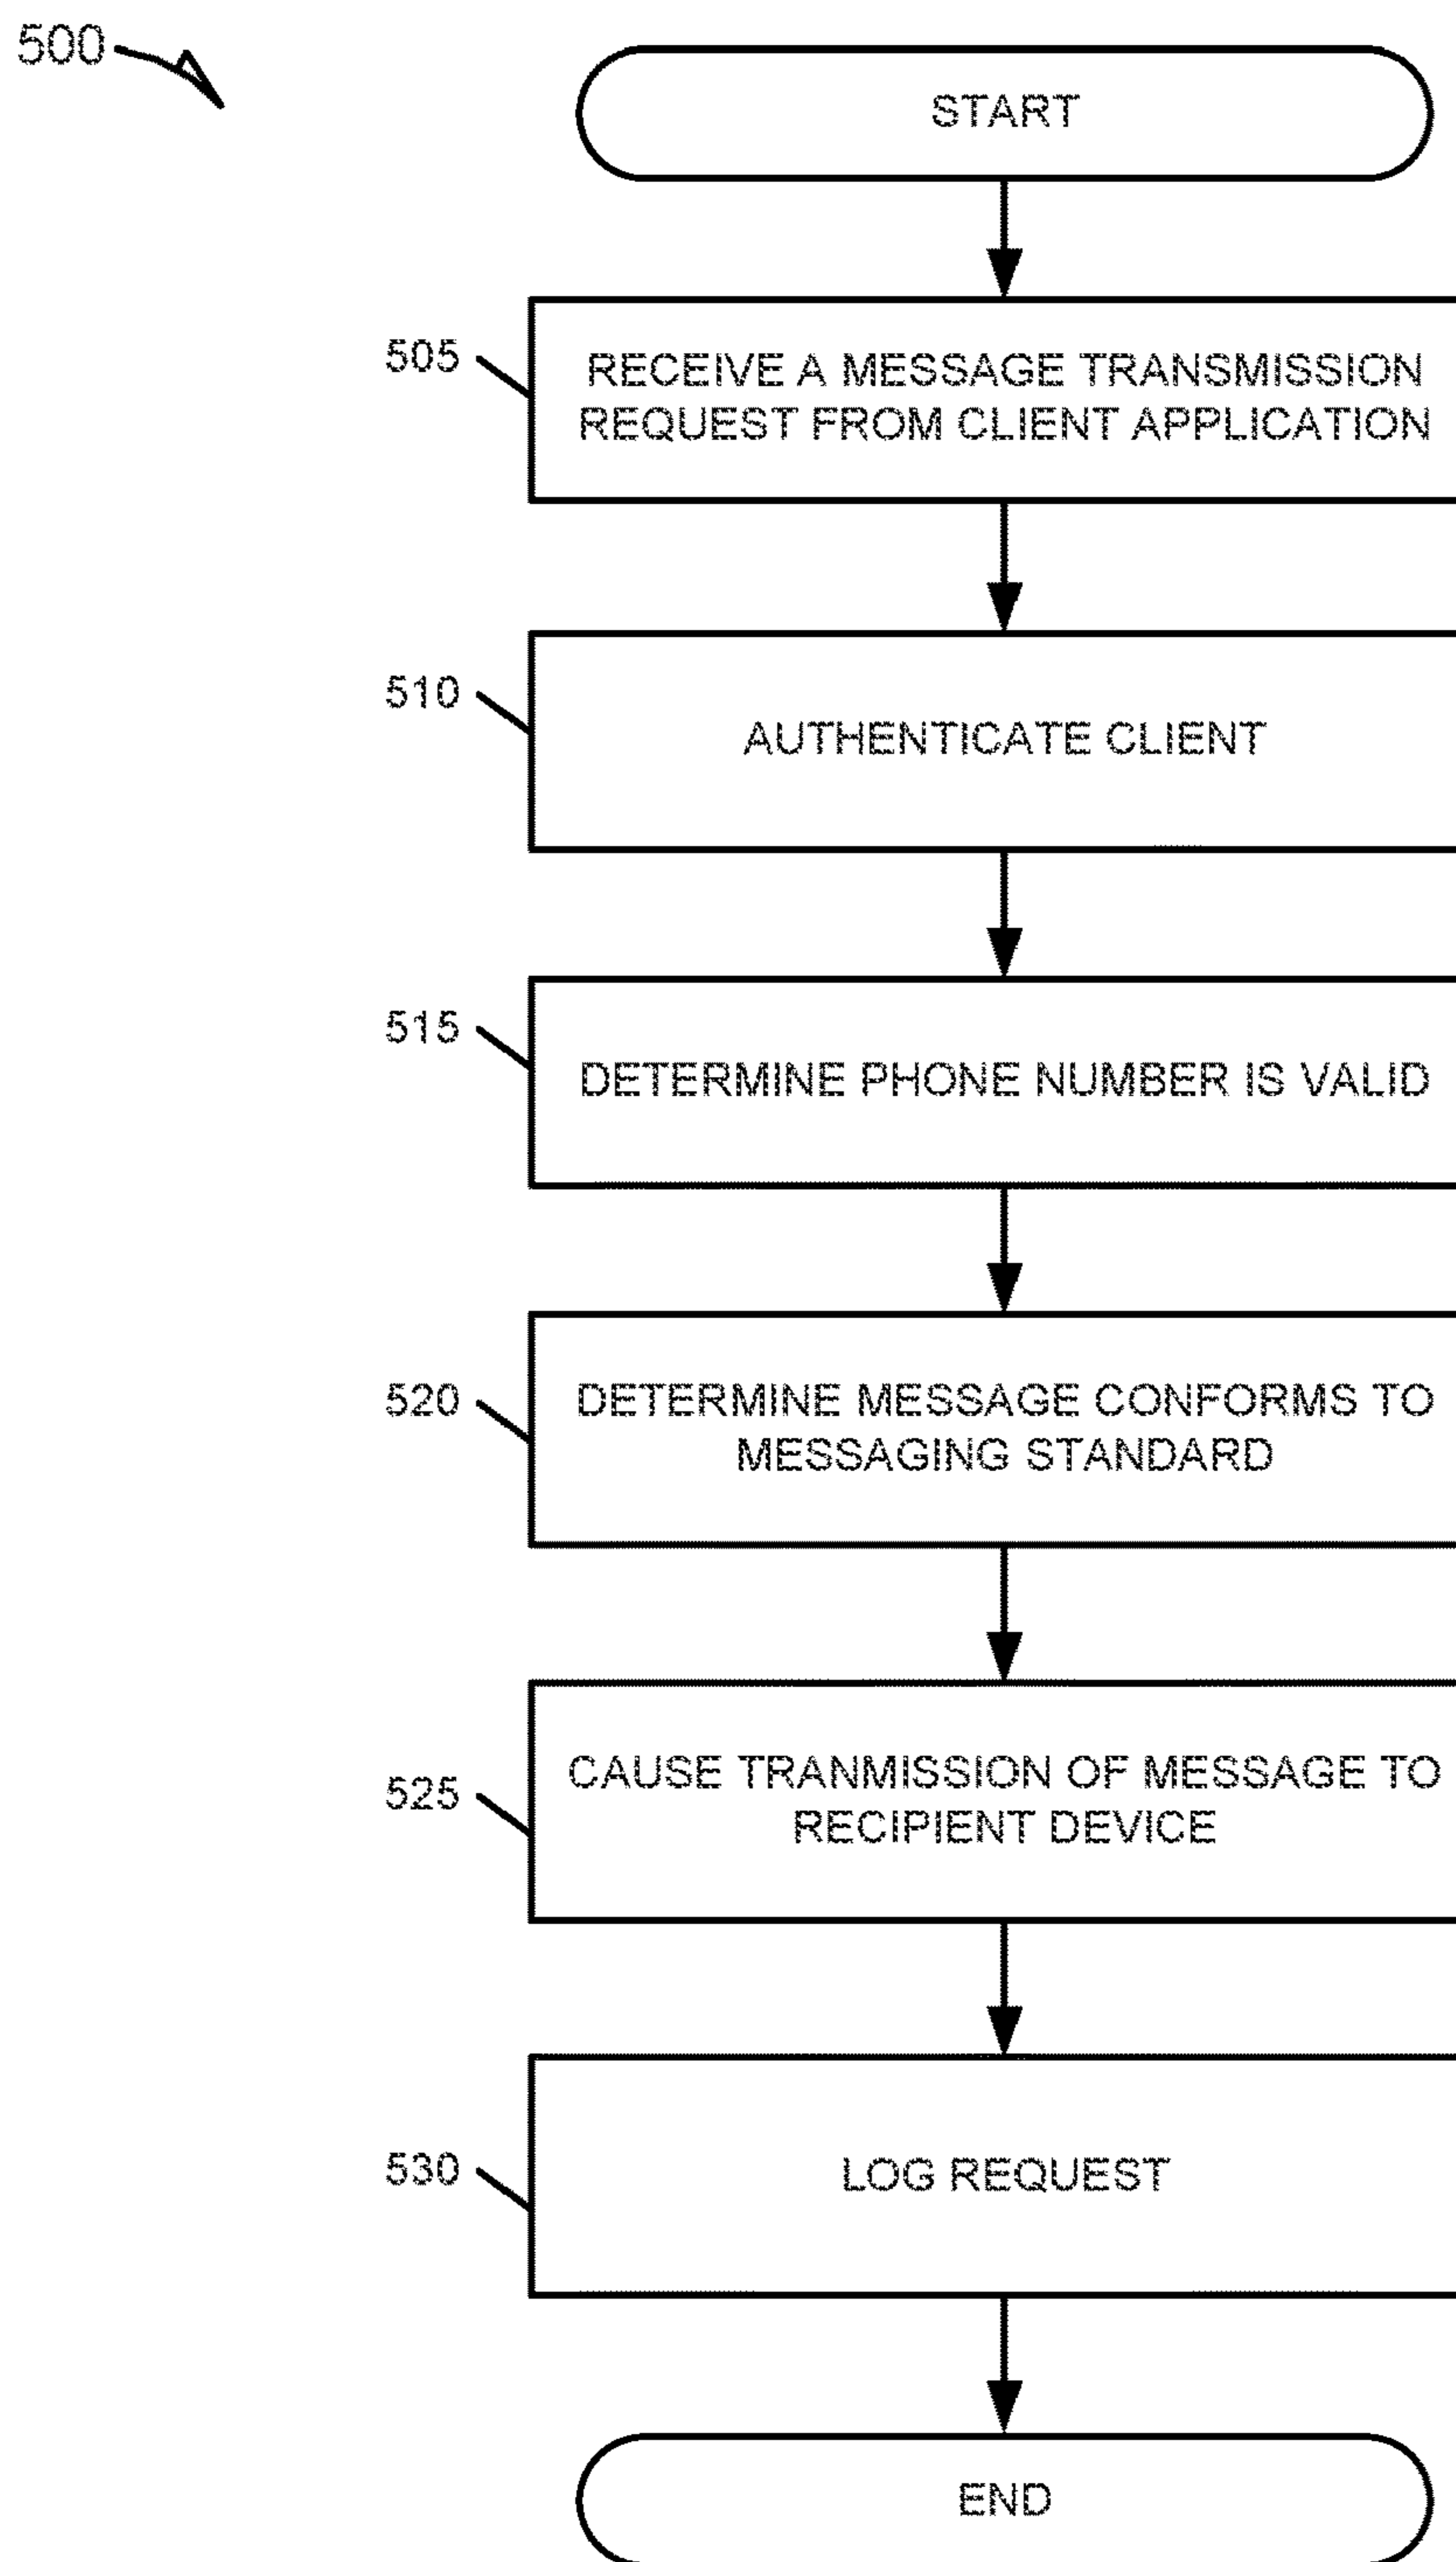 500
START
505
RECEIVE A MESSAGE TRANSMISSION
REQUEST FROM CLIENT APPLICATION
510
AUTHENTICATE CLIENT
515
DETERMINE PHONE NUMBER IS VALID
520
DETERMINE MESSAGE CONFORMS TO
MESSAGING STANDARD
525
CAUSE TRANMISSION OF MESSAGE TO
RECIPIENT DEVICE
530
LOG REQUEST
END